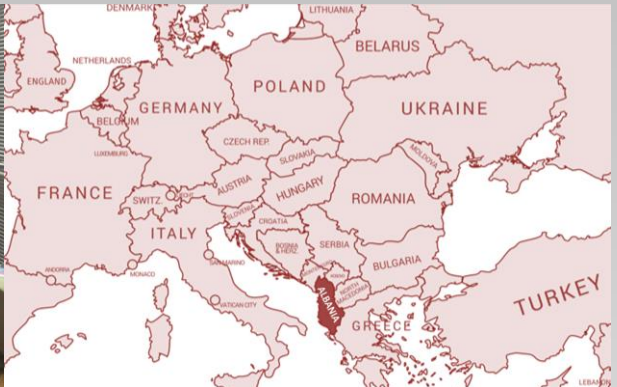 DENMARK
LITHUANIA
BELARUS
NETHERLANDS
ENGLAND
POLAND
GERMANY
UKRAINE
BELGIUM
CZECH REP.
LUXEMBURG
SLOVAKIA
MOLDOVA
AUSTRIA
HUNGARY
FRANCE
SWITZ.
ROMANIA
SLOVENIA
CROATIA
ITALY
BOSNIA
& HERZ.
SERBIA
SAN MARINO
BULGARIA
MONTENEGRO
ANDORRA
MONACO
NORTH
MACEDONIA
ALBANIA
VATICAN CITY
TURKEY
GREECE
LEBANON